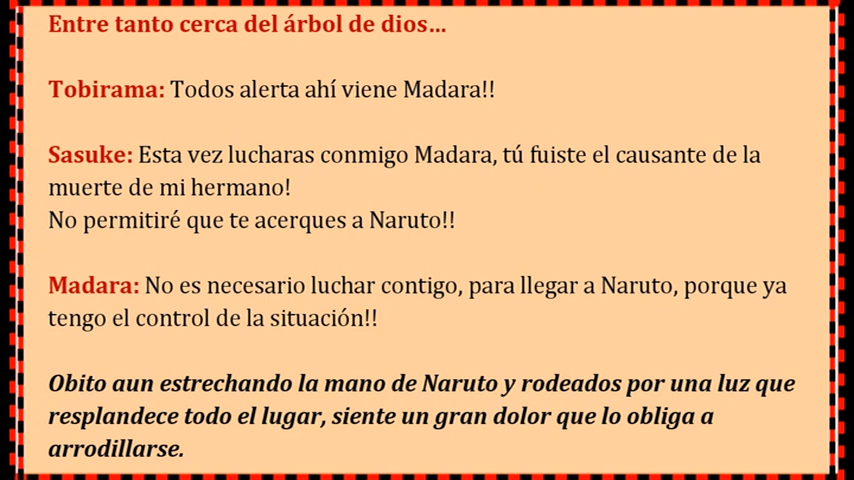 Entre tanto cerca del árbol de dios...
Tobirama: Todos alerta ahí viene Madara!!
Sasuke: Esta vez lucharas conmigo Madara, tú fuiste el causante de la
muerte de mi hermano!
No permitiré que te acerques a Naruto!!
Madara: No es necesario luchar contigo, para llegar a Naruto, porque ya
tengo el control de la situación!!
Obito aun estrechando la mano de Naruto y rodeados por una luz que
resplandece todo el lugar, siente un gran dolor que lo obliga a
arrodillarse.